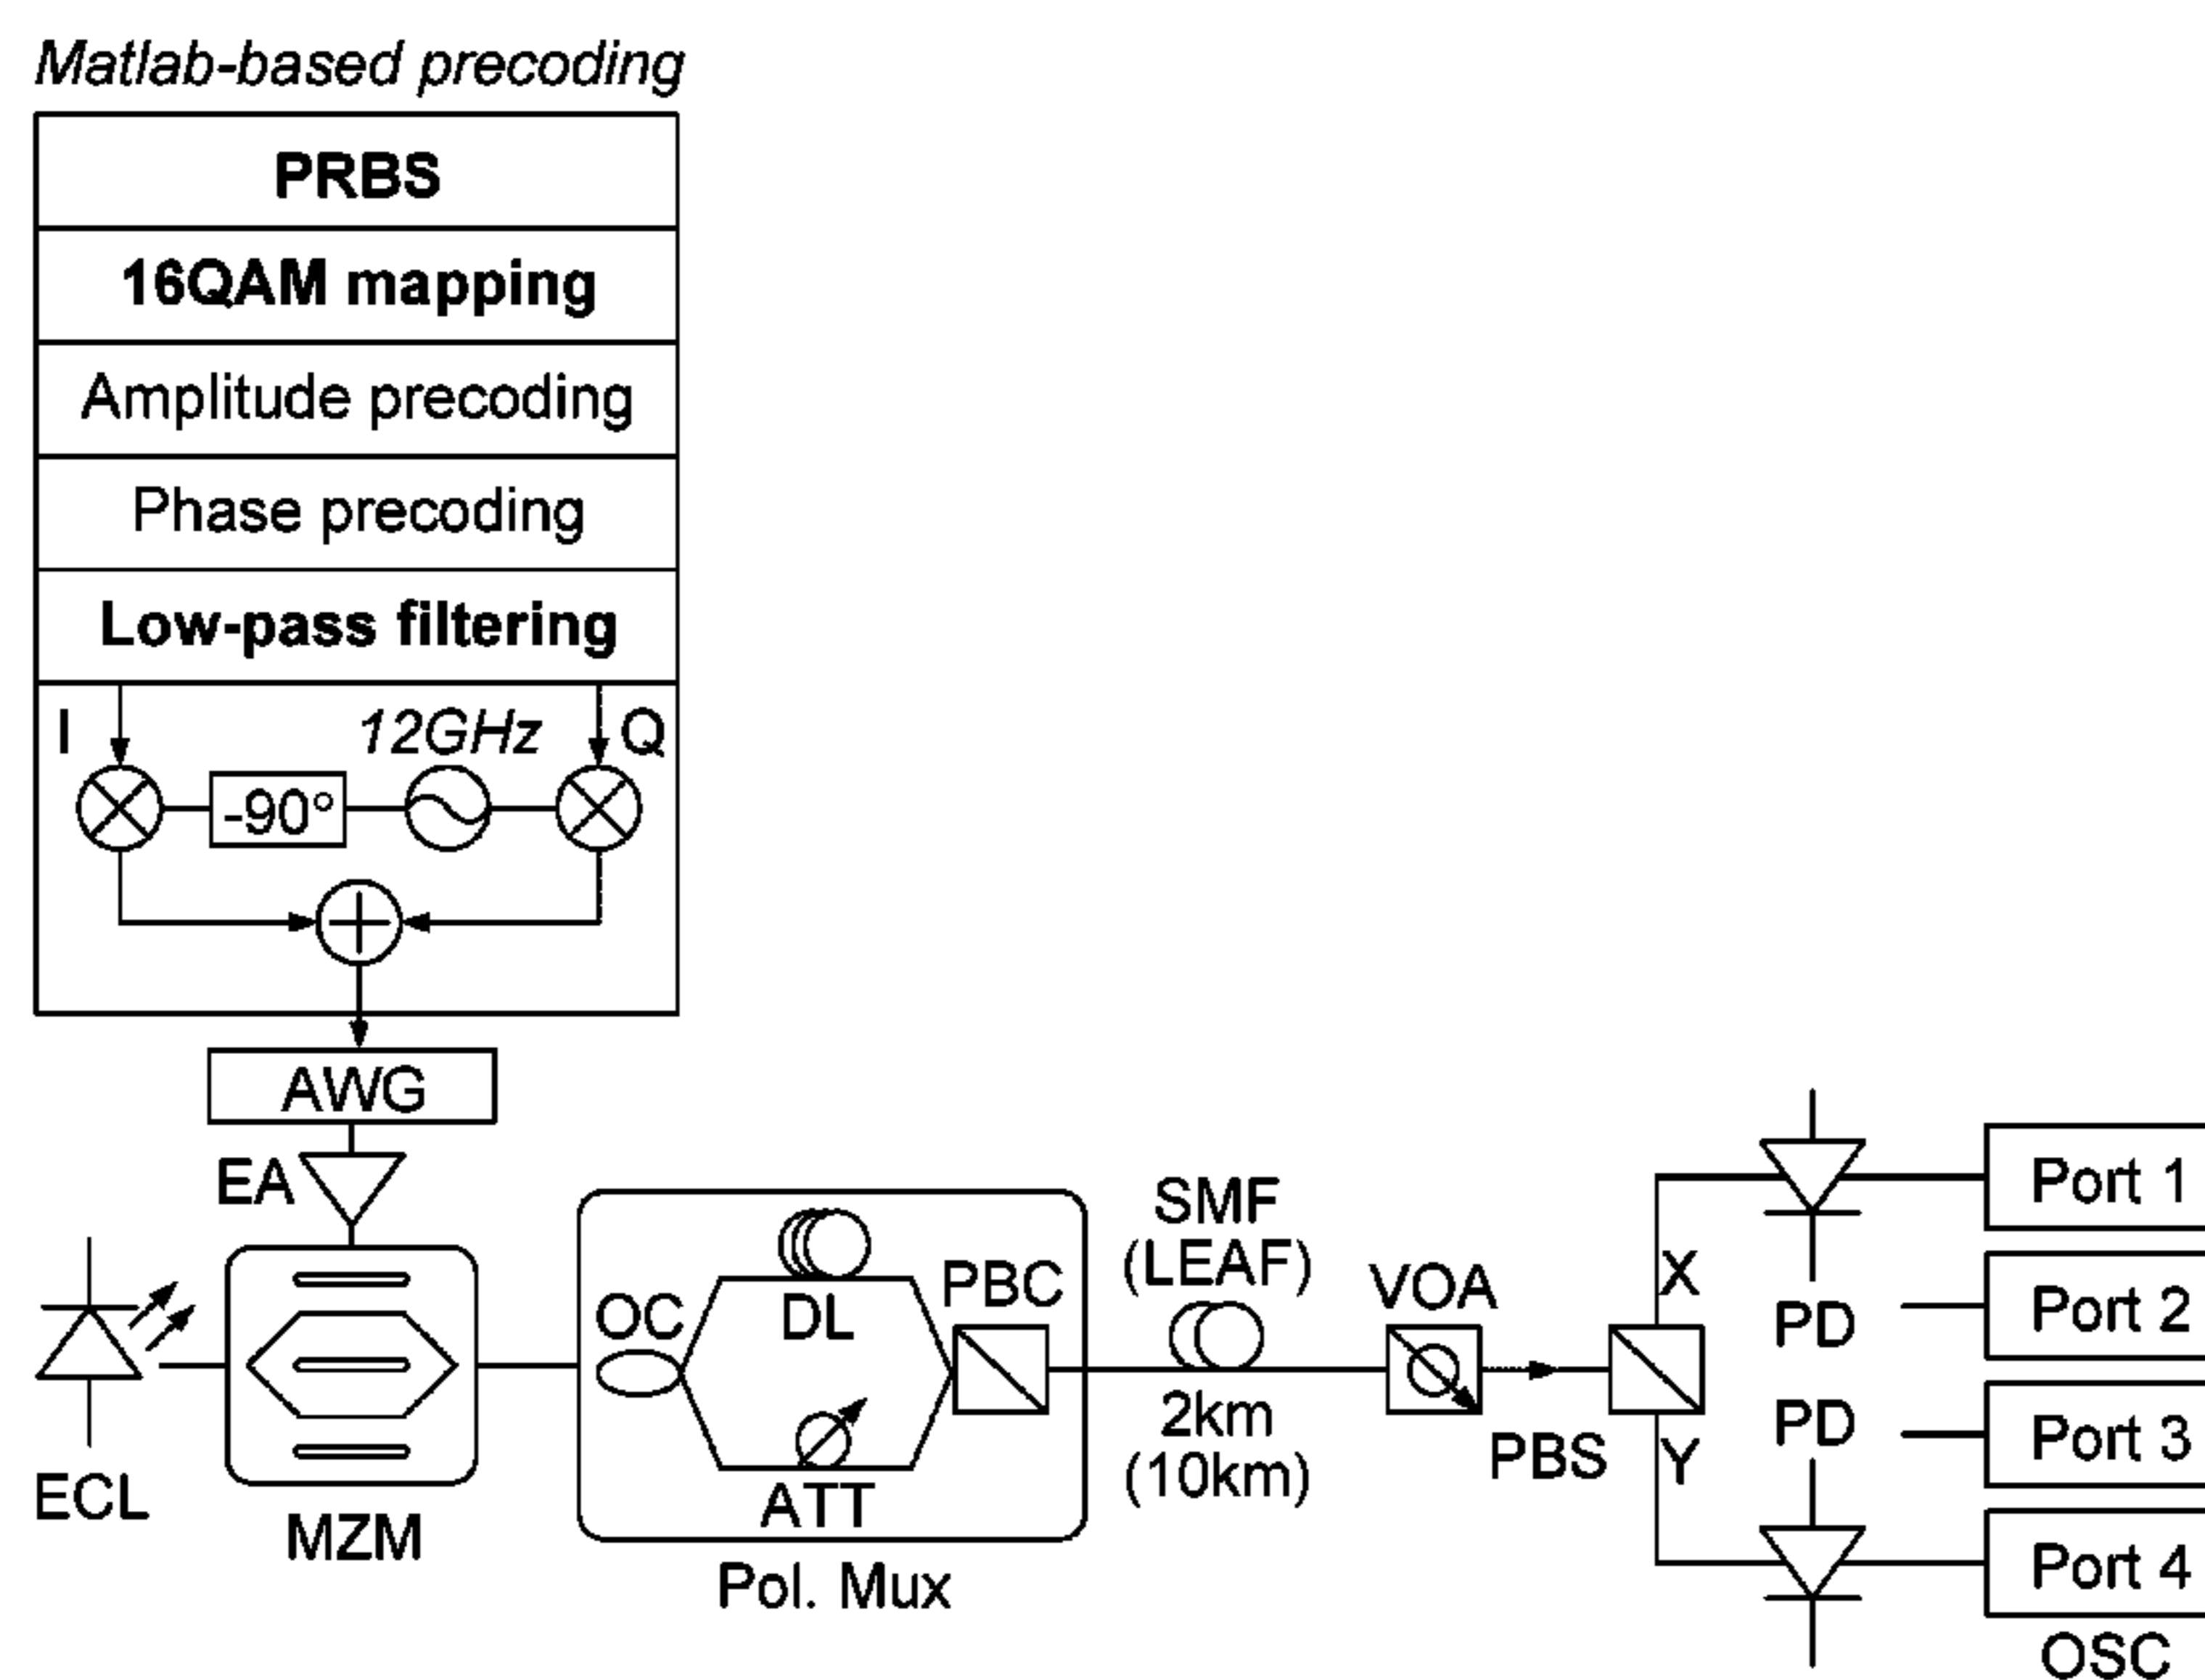 Matlab-based precoding
PRBS
16QAM mapping
Amplitude precoding
Phase precoding
Low-pass filtering
I
12GHz
Q
-90°
AWG
EA
ECL
MZM
OC
DL
ATT
PBC
Pol. Mux
SMF
(LEAF)
2km
(10km)
VOA
PBS
X
Y
PD
PD
Port 1
Port 2
Port 3
Port 4
OSC